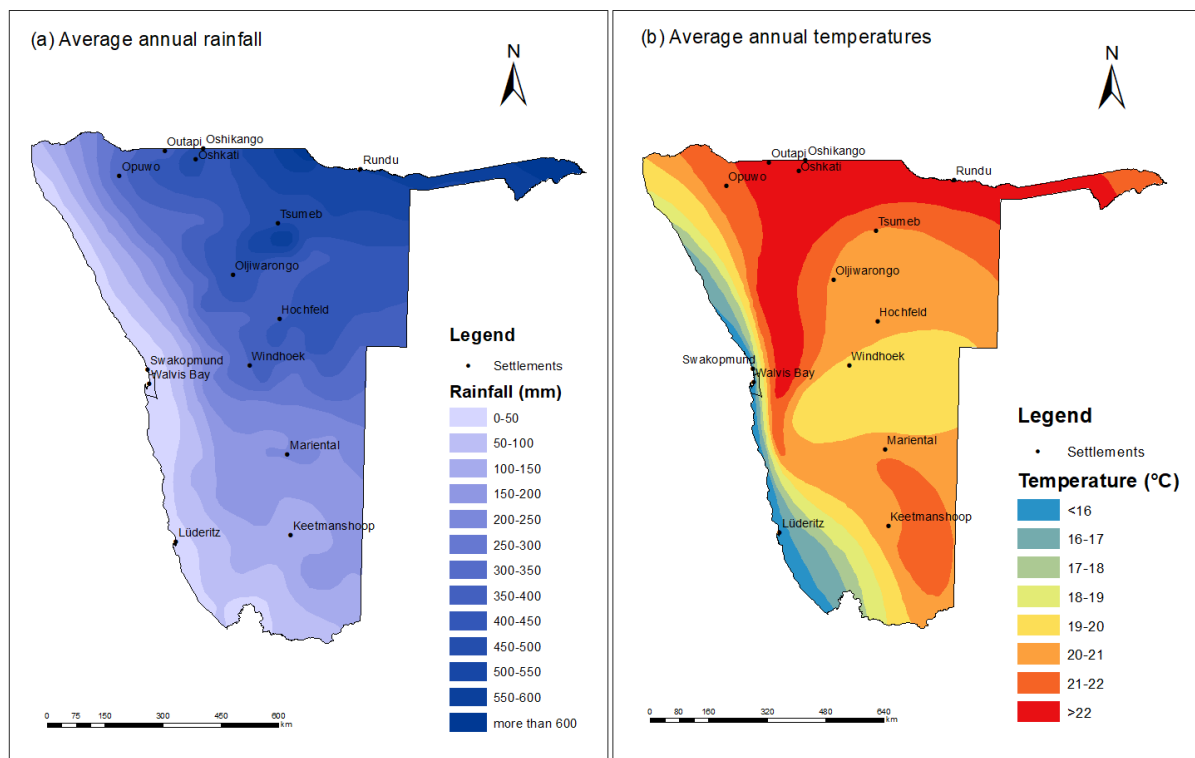 (a) Average annual rainfall
N
Outapi
Oshikango
Oshkati
Opuwo
Rundu
Tsumeb
Oljiwarongo
Hochfeld
Windhoek
Swakopmund
Walvis Bay
Mariental
Keetmanshoop
Lüderitz
Legend
Settlements
Rainfall (mm)
0-50
50-100
100-150
150-200
200-250
250-300
300-350
350-400
400-450
450-500
500-550
550-600
more than 600
0 75 150 300 450 600
km
(b) Average annual temperatures
N
Outapi
Oshikango
Oshkati
Opuwo
Rundu
Tsumeb
Oljiwarongo
Hochfeld
Windhoek
Swakopmund
Walvis Bay
Mariental
Keetmanshoop
Lüderitz
Legend
Settlements
Temperature (°C)
<16
16-17
17-18
18-19
19-20
20-21
21-22
>22
0 80 160 320 480 640
km